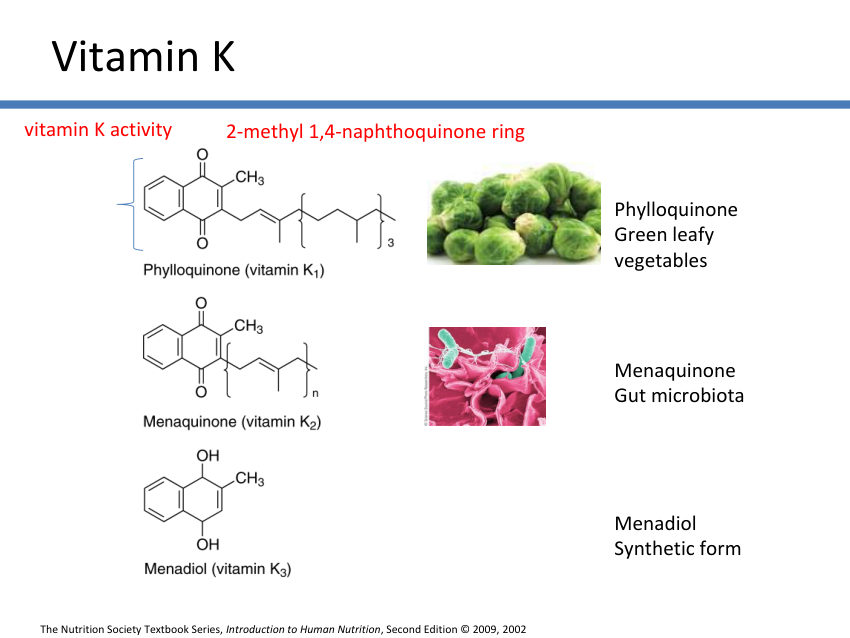 Vitamin K
vitamin K activity
2-methyl 1,4-naphthoquinone ring
O
CH₃
O
3
Phylloquinone (vitamin K₁)
Phylloquinone
Green leafy
vegetables
O
CH₃
O
n
Menaquinone (vitamin K₂)
Menaquinone
Gut microbiota
OH
CH₃
OH
Menadiol (vitamin K₃)
Menadiol
Synthetic form
The Nutrition Society Textbook Series, Introduction to Human Nutrition, Second Edition © 2009, 2002